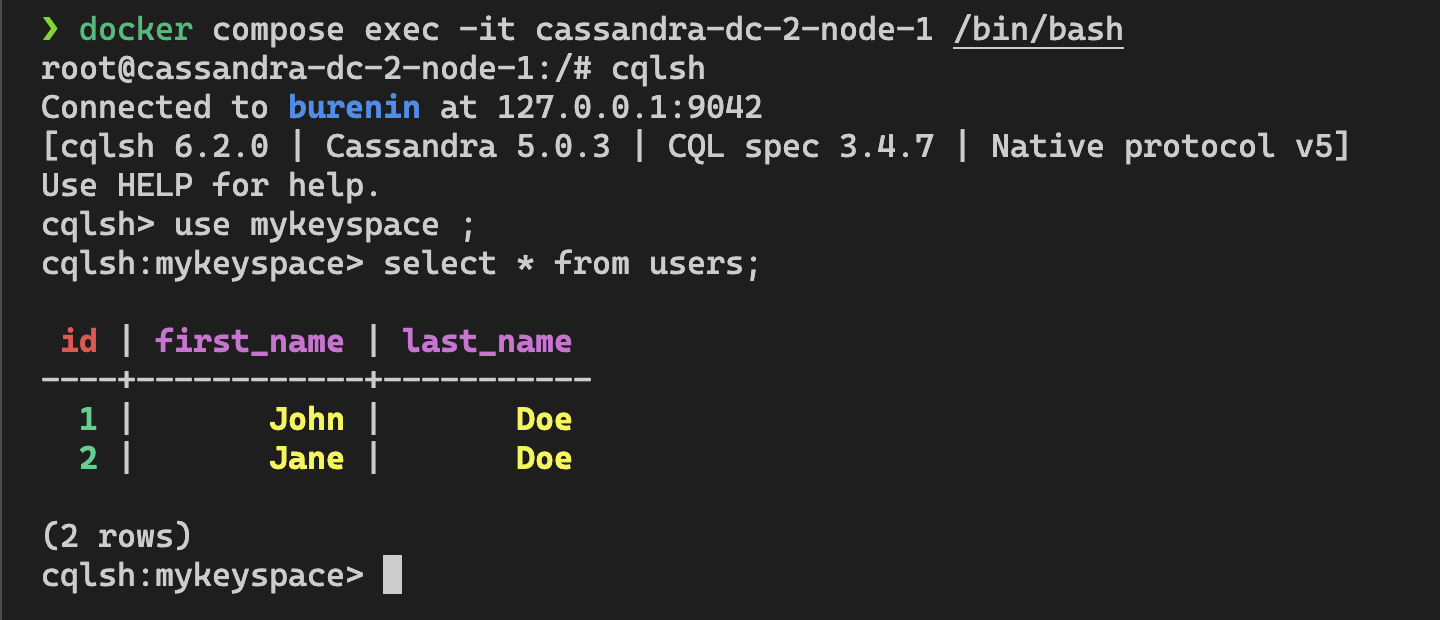 ❯ docker compose exec -it cassandra-dc-2-node-1 /bin/bash
root@cassandra-dc-2-node-1:/# cqlsh
Connected to burenin at 127.0.0.1:9042
[cqlsh 6.2.0 | Cassandra 5.0.3 | CQL spec 3.4.7 | Native protocol v5]
Use HELP for help.
cqlsh> use mykeyspace ;
cqlsh:mykeyspace> select * from users;
 id | first_name | last_name
----+------------+-----------
  1 |       John |       Doe
  2 |       Jane |       Doe
(2 rows)
cqlsh:mykeyspace>